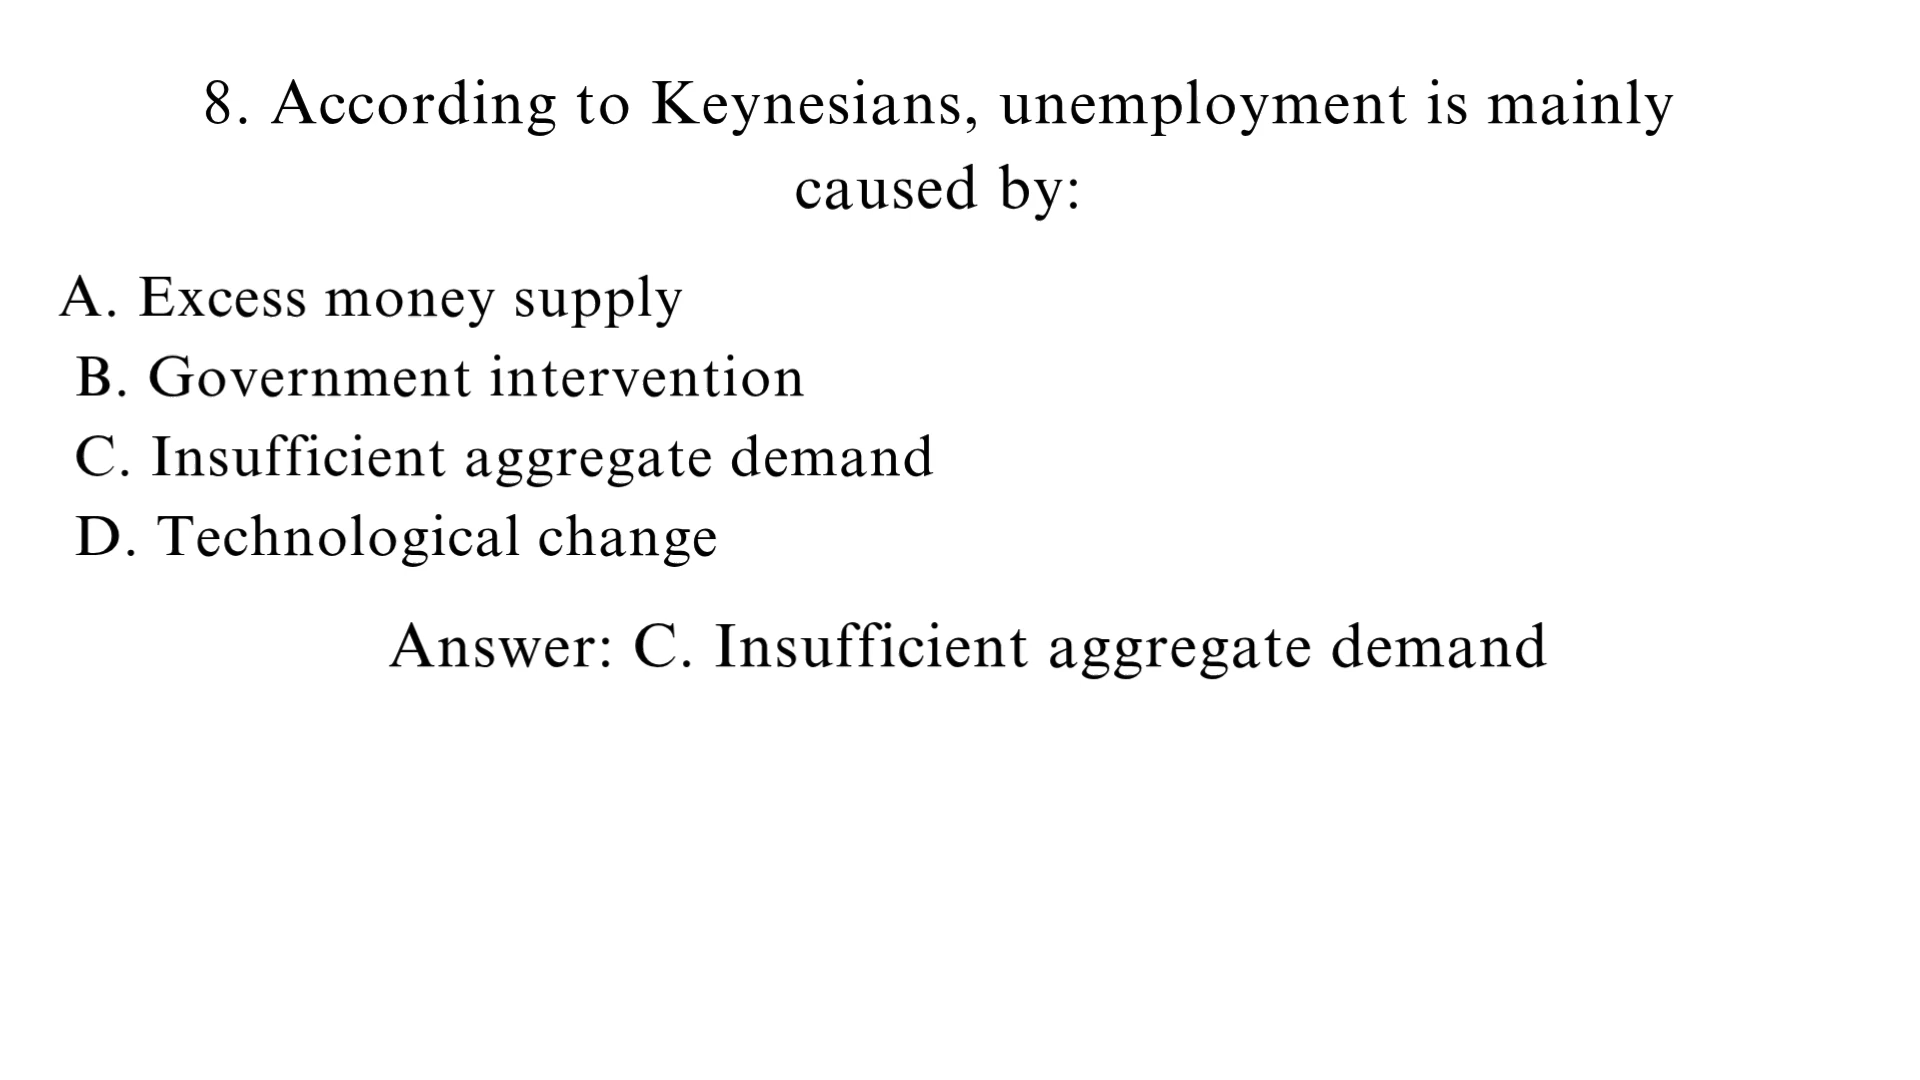 8. According to Keynesians, unemployment is mainly
caused by:
A. Excess money supply
B. Government intervention
C. Insufficient aggregate demand
D. Technological change
Answer: C. Insufficient aggregate demand